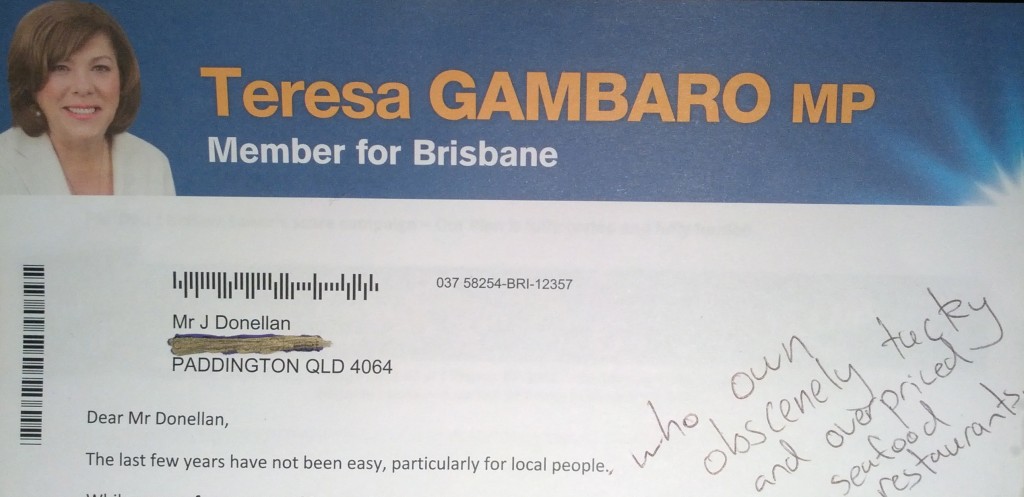 Teresa GAMBARO MP
Member for Brisbane
037 58254-BRI-12357
Mr J Donellan
PADDINGTON QLD 4064
Dear Mr Donellan,
The last few years have not been easy, particularly for local people.,
who own
obscenely tacky
and overpriced
seafood
restaurants.